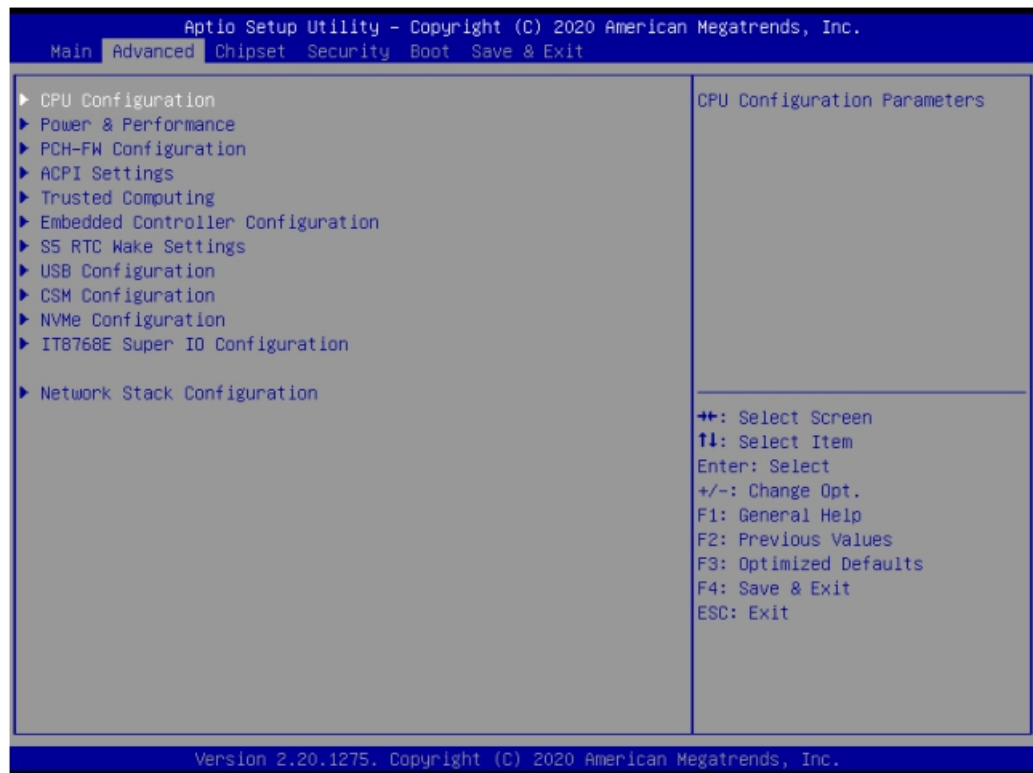 Aptio Setup Utility – Copyright (C) 2020 American Megatrends, Inc.
Main Advanced Chipset Security Boot Save & Exit
▶ CPU Configuration
▶ Power & Performance
▶ PCH-FW Configuration
▶ ACPI Settings
▶ Trusted Computing
▶ Embedded Controller Configuration
▶ S5 RTC Wake Settings
▶ USB Configuration
▶ CSM Configuration
▶ NVMe Configuration
▶ IT8768E Super IO Configuration
▶ Network Stack Configuration
CPU Configuration Parameters
→←: Select Screen
↑↓: Select Item
Enter: Select
+/-: Change Opt.
F1: General Help
F2: Previous Values
F3: Optimized Defaults
F4: Save & Exit
ESC: Exit
Version 2.20.1275. Copyright (C) 2020 American Megatrends, Inc.